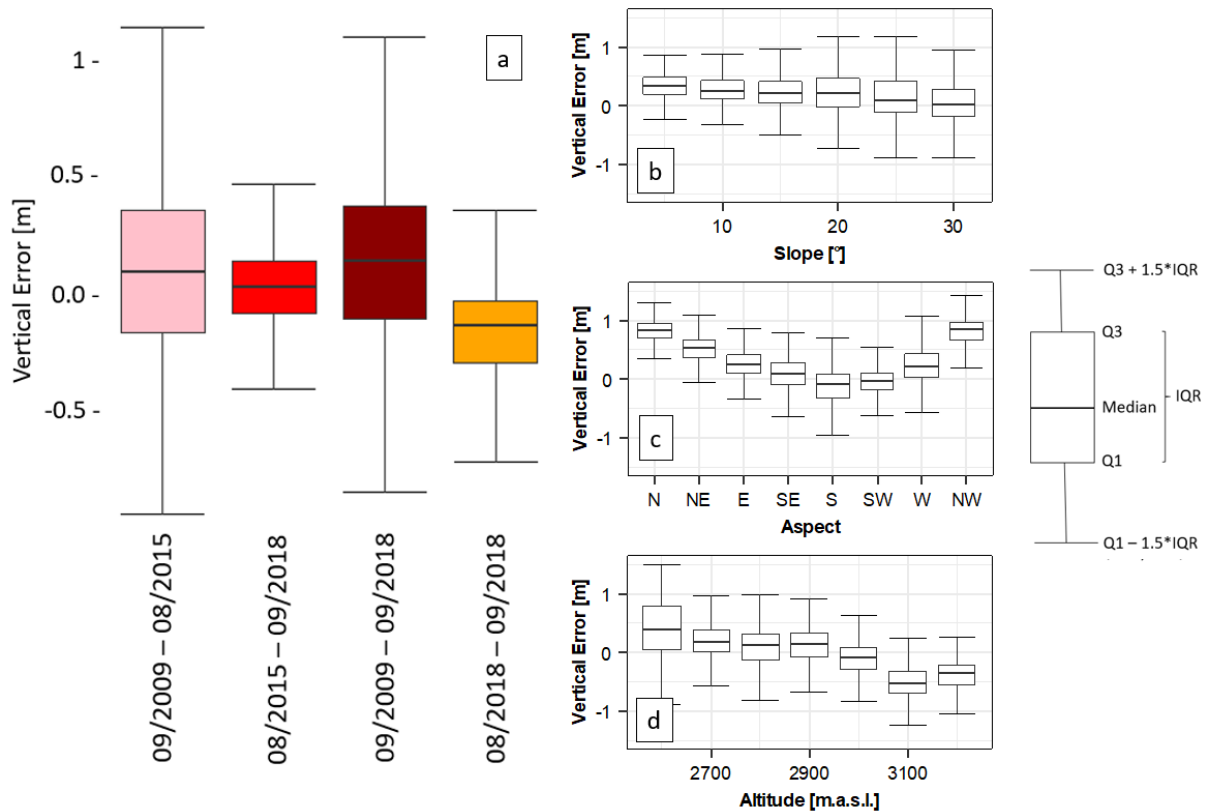 a
1 -
0.5 -
0.0 -
-0.5 -
Vertical Error [m]
09/2009 – 08/2015
08/2015 – 09/2018
09/2009 – 09/2018
08/2018 – 09/2018
Vertical Error [m]
1
0
-1
b
10
20
30
Slope [°]
Vertical Error [m]
1
0
-1
c
N NE E SE S SW W NW
Aspect
Vertical Error [m]
1
0
-1
d
2700
2900
3100
Altitude [m.a.s.l.]
Q3 + 1.5*IQR
Q3
IQR
Median
Q1
Q1 – 1.5*IQR